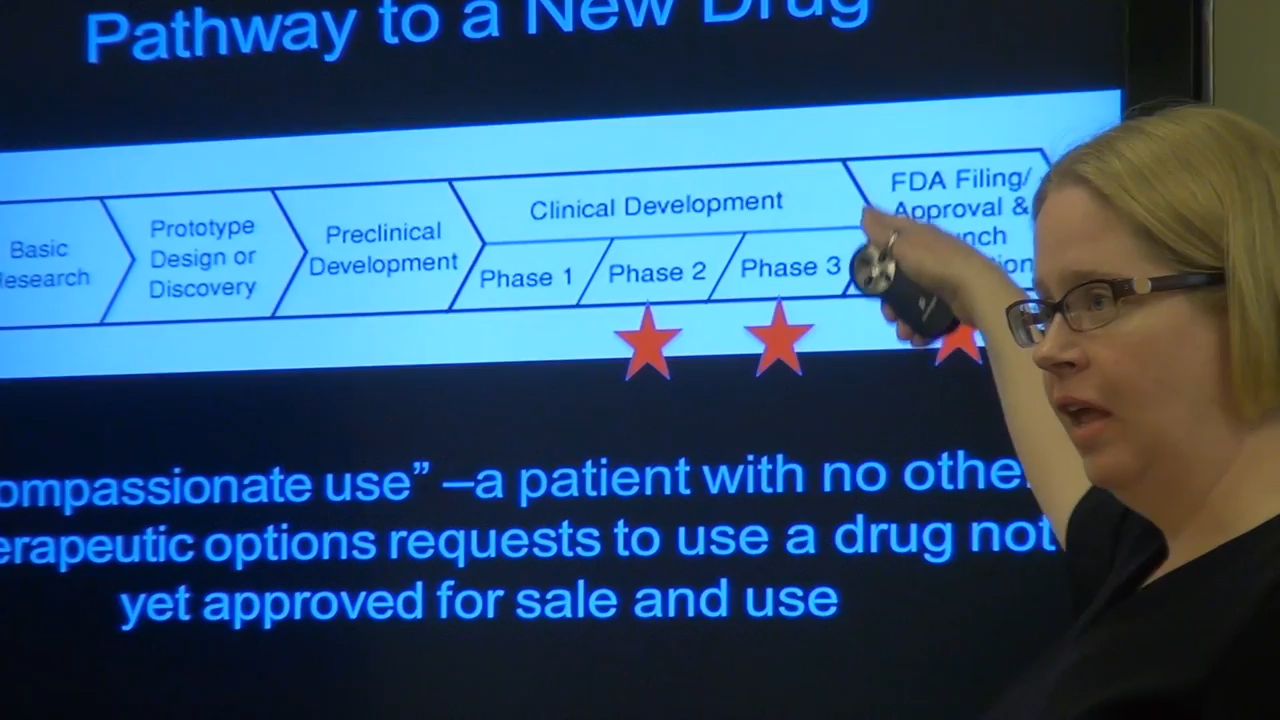 Pathway to a New Drug
Basic
Research
Prototype
Design or
Discovery
Preclinical
Development
Clinical Development
Phase 1
Phase 2
Phase 3
FDA Filing/
Approval &
ompassionate use” –a patient with no othe
erapeutic options requests to use a drug not
yet approved for sale and use